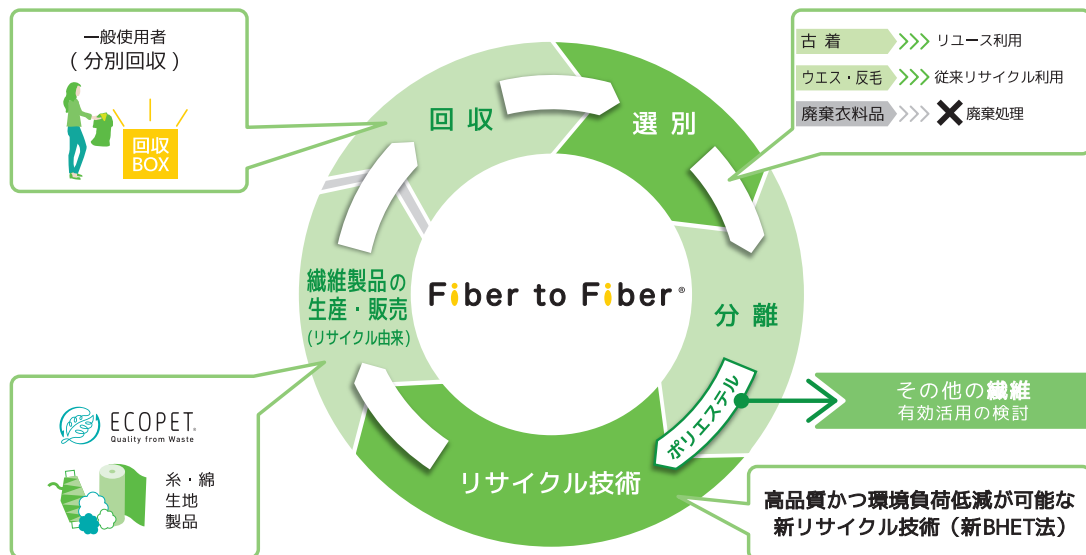 一般使用者
(分別回収)
回収
BOX
回収
選別
古着
リユース利用
ウエス・反毛
従来リサイクル利用
廃棄衣料品
廃棄処理
繊維製品の
生産・販売
(リサイクル由来)
Fiber to Fiber®
分離
ポリエステル
その他の繊維
有効活用の検討
ECOPET®
Quality from Waste
糸・綿
生地
製品
リサイクル技術
高品質かつ環境負荷低減が可能な
新リサイクル技術（新BHET法）